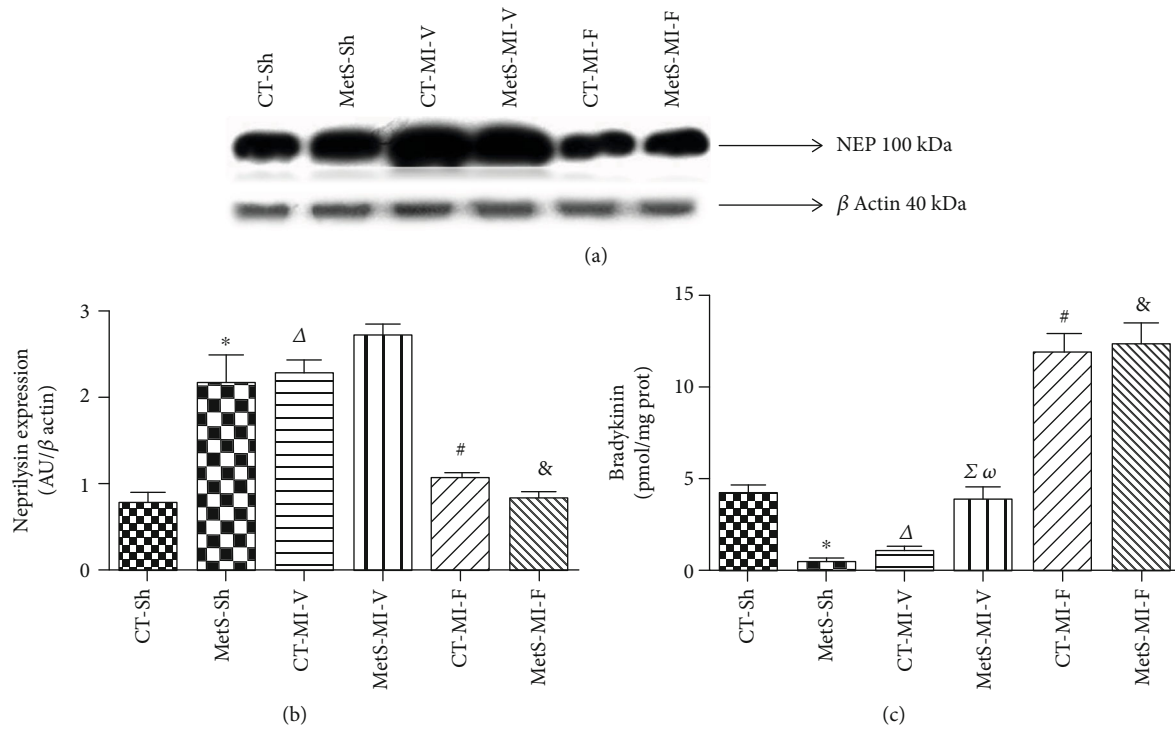 CT-Sh
MetS-Sh
CT-MI-V
MetS-MI-V
CT-MI-F
MetS-MI-F
NEP 100 kDa
β Actin 40 kDa
(a)
Neprilysin expression
(AU/β actin)
3
2
1
0
*
Δ
#
&
CT-Sh
MetS-Sh
CT-MI-V
MetS-MI-V
CT-MI-F
MetS-MI-F
(b)
Bradykinin
(pmol/mg prot)
15
10
5
0
*
Δ
Σ ω
#
&
CT-Sh
MetS-Sh
CT-MI-V
MetS-MI-V
CT-MI-F
MetS-MI-F
(c)